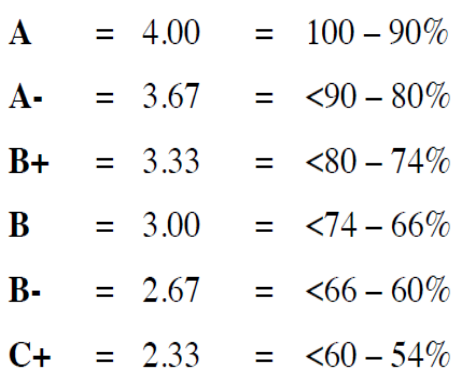 A = 4.00 = 100 – 90%
A- = 3.67 = <90 – 80%
B+ = 3.33 = <80 – 74%
B = 3.00 = <74 – 66%
B- = 2.67 = <66 – 60%
C+ = 2.33 = <60 – 54%